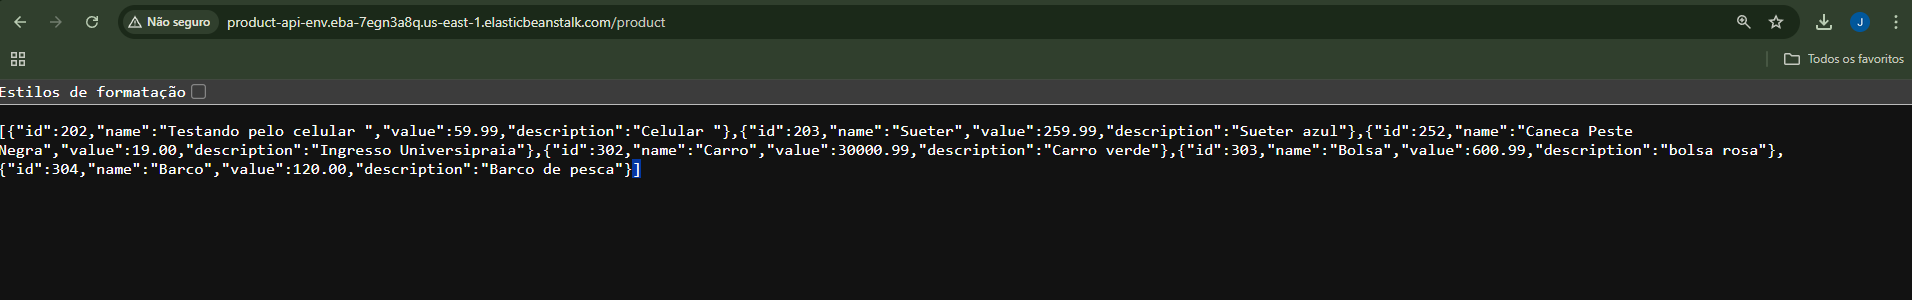 Não seguro product-api-env.eba-7egn3a8q.us-east-1.elasticbeanstalk.com/product J
Todos os favoritos
Estilos de formatação
[{"id":202,"name":"Testando pelo celular ","value":59.99,"description":"Celular "},{"id":203,"name":"Sueter","value":259.99,"description":"Sueter azul"},{"id":252,"name":"Caneca Peste
Negra","value":19.00,"description":"Ingresso Universipraia"},{"id":302,"name":"Carro","value":30000.99,"description":"Carro verde"},{"id":303,"name":"Bolsa","value":600.99,"description":"bolsa rosa"},
{"id":304,"name":"Barco","value":120.00,"description":"Barco de pesca"}]